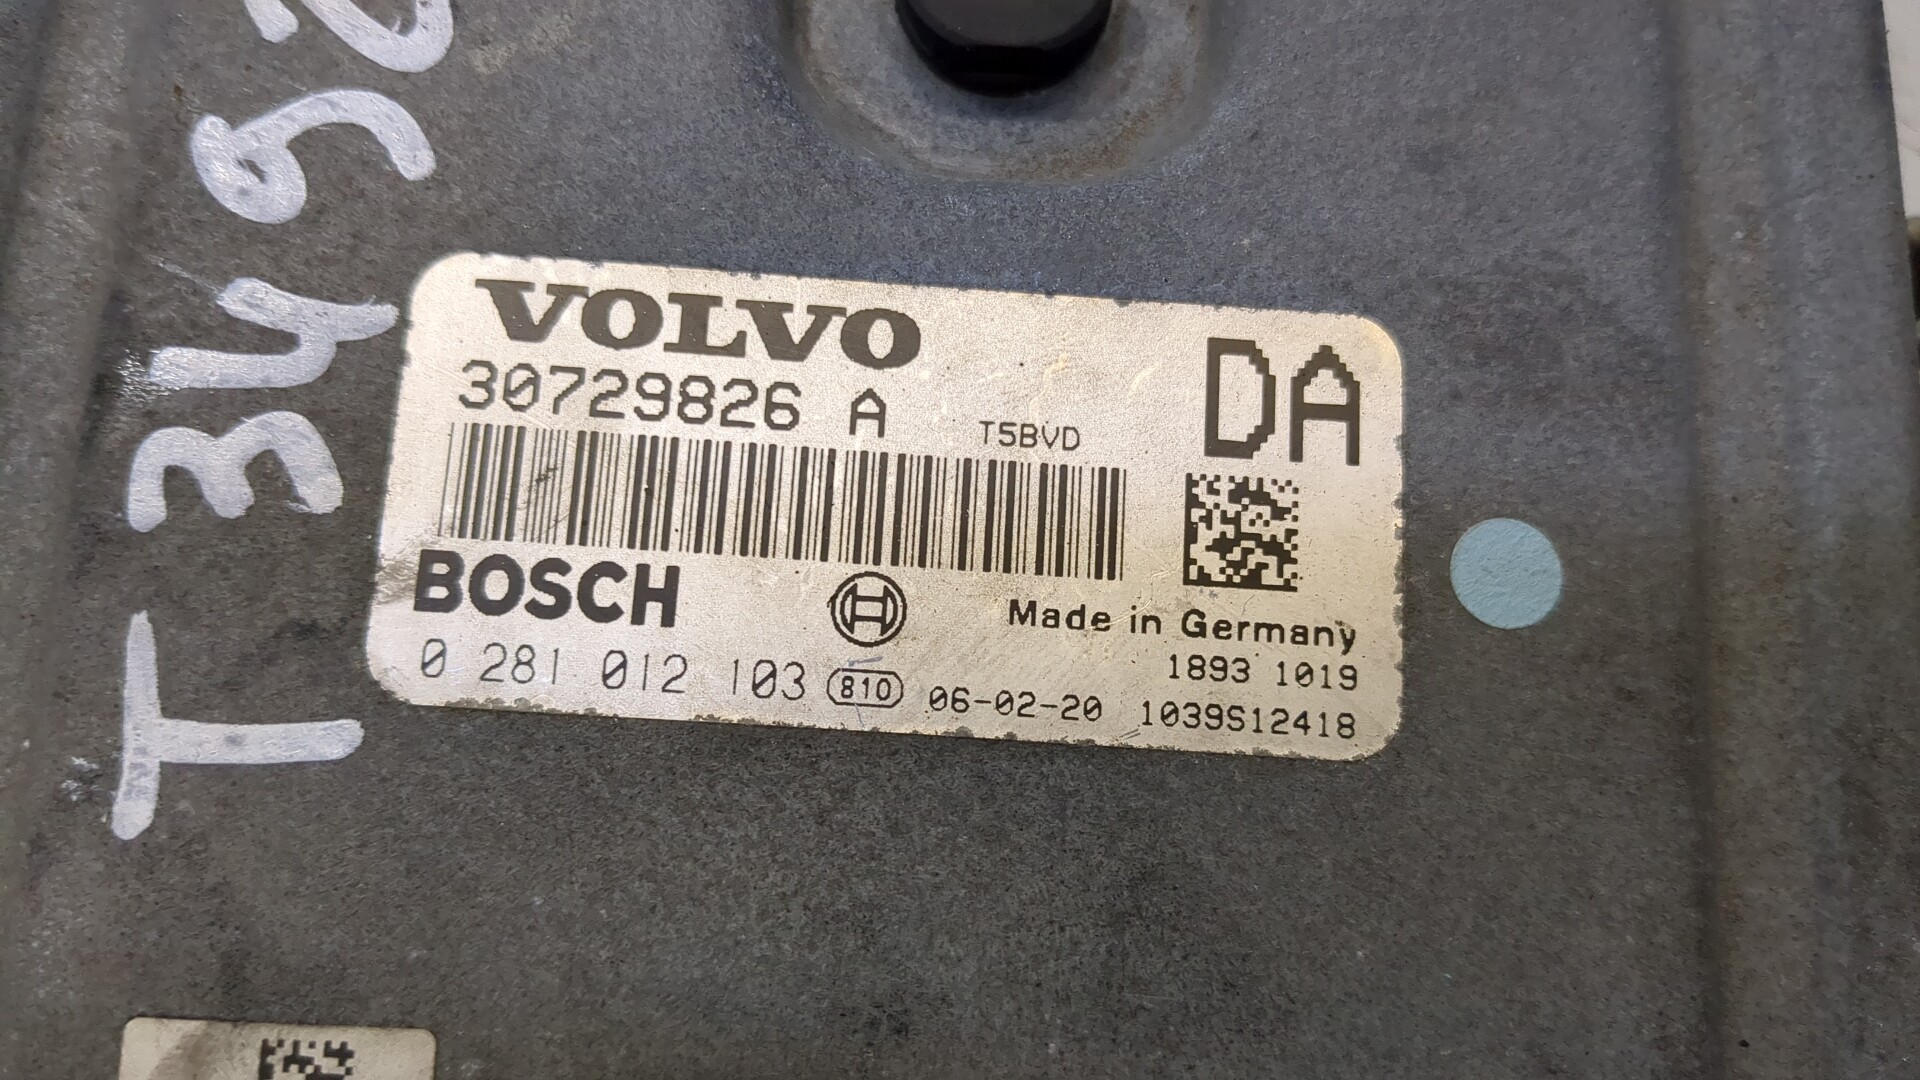 VOLVO
30729826 A
T5BVD
DA
BOSCH
Made in Germany
1893 1019
0 281 012 103 810 06-02-20 1039S12418